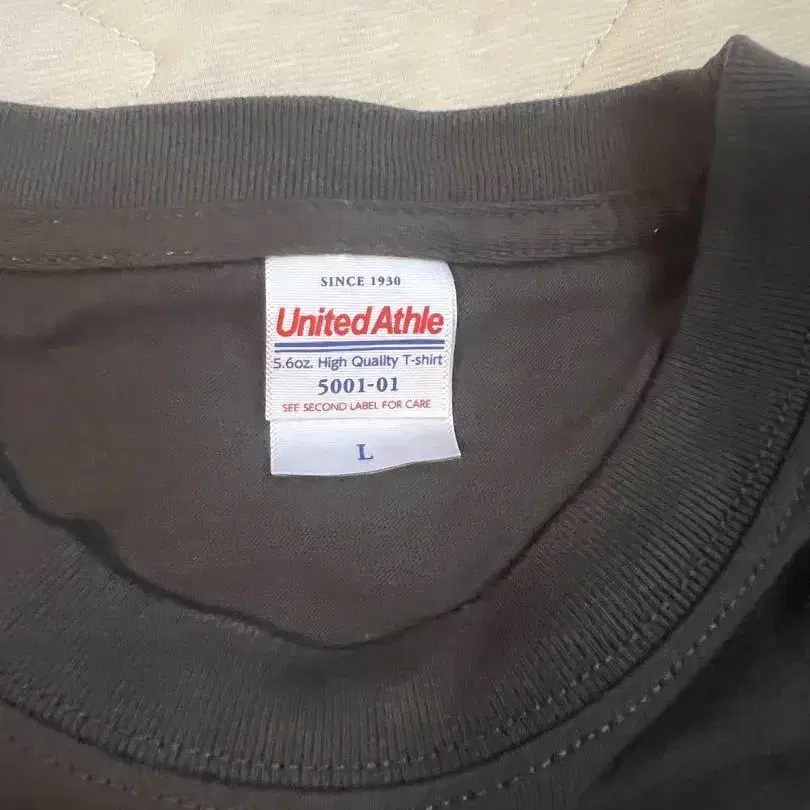 SINCE 1930
United Athle
5.6oz. High Quality T-shirt
5001-01
SEE SECOND LABEL FOR CARE
L